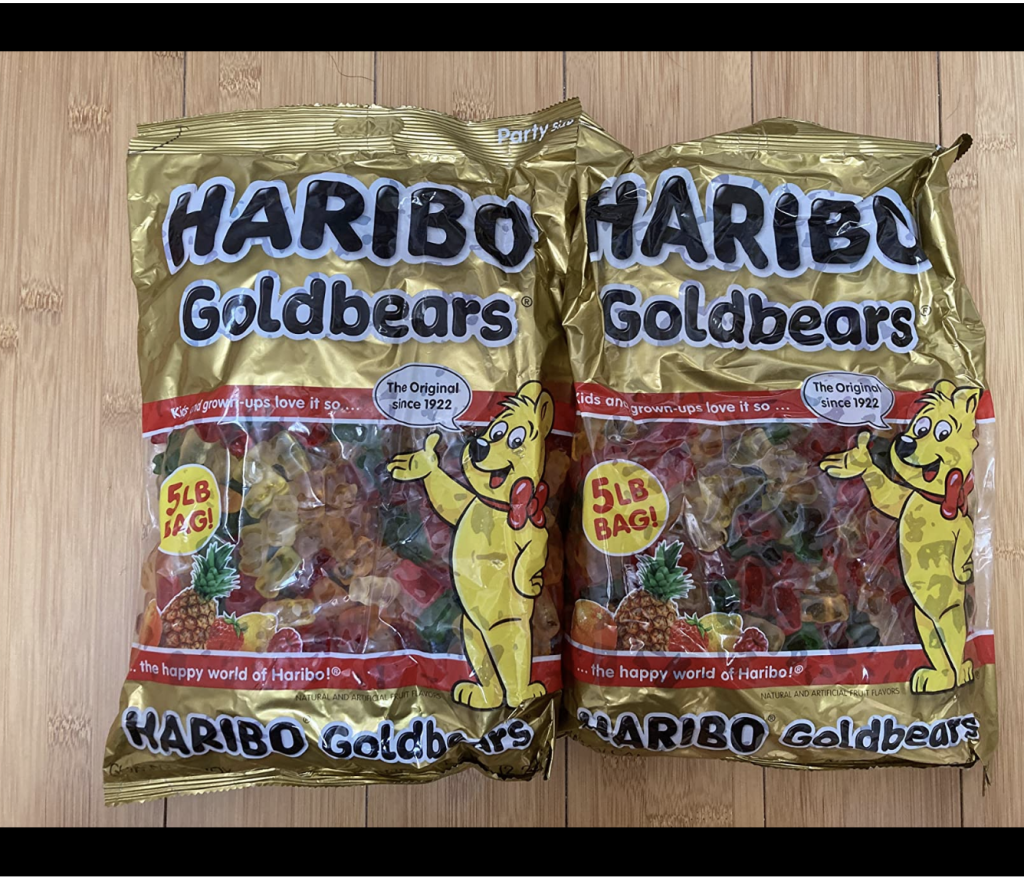 Party size
HARIBO
Goldbears®
The Original
since 1922
Kids and grown-ups love it so ...
5LB
BAG!
... the happy world of Haribo!®
NATURAL AND ARTIFICIAL FRUIT FLAVORS
HARIBO® Goldbears
HARIBO
Goldbears®
The Original
since 1922
Kids and grown-ups love it so ...
5LB
BAG!
... the happy world of Haribo!®
NATURAL AND ARTIFICIAL FRUIT FLAVORS
HARIBO® Goldbears